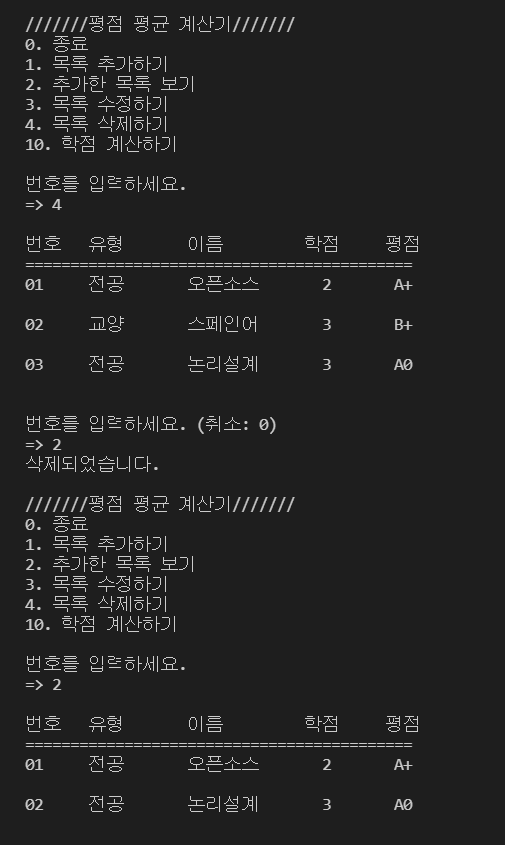 ///////평점 평균 계산기///////
0. 종료
1. 목록 추가하기
2. 추가한 목록 보기
3. 목록 수정하기
4. 목록 삭제하기
10. 학점 계산하기
번호를 입력하세요.
=> 4
번호 유형 이름 학점 평점
===========================================
01 전공 오픈소스 2 A+
02 교양 스페인어 3 B+
03 전공 논리설계 3 A0
번호를 입력하세요. (취소: 0)
=> 2
삭제되었습니다.
///////평점 평균 계산기///////
0. 종료
1. 목록 추가하기
2. 추가한 목록 보기
3. 목록 수정하기
4. 목록 삭제하기
10. 학점 계산하기
번호를 입력하세요.
=> 2
번호 유형 이름 학점 평점
===========================================
01 전공 오픈소스 2 A+
02 전공 논리설계 3 A0